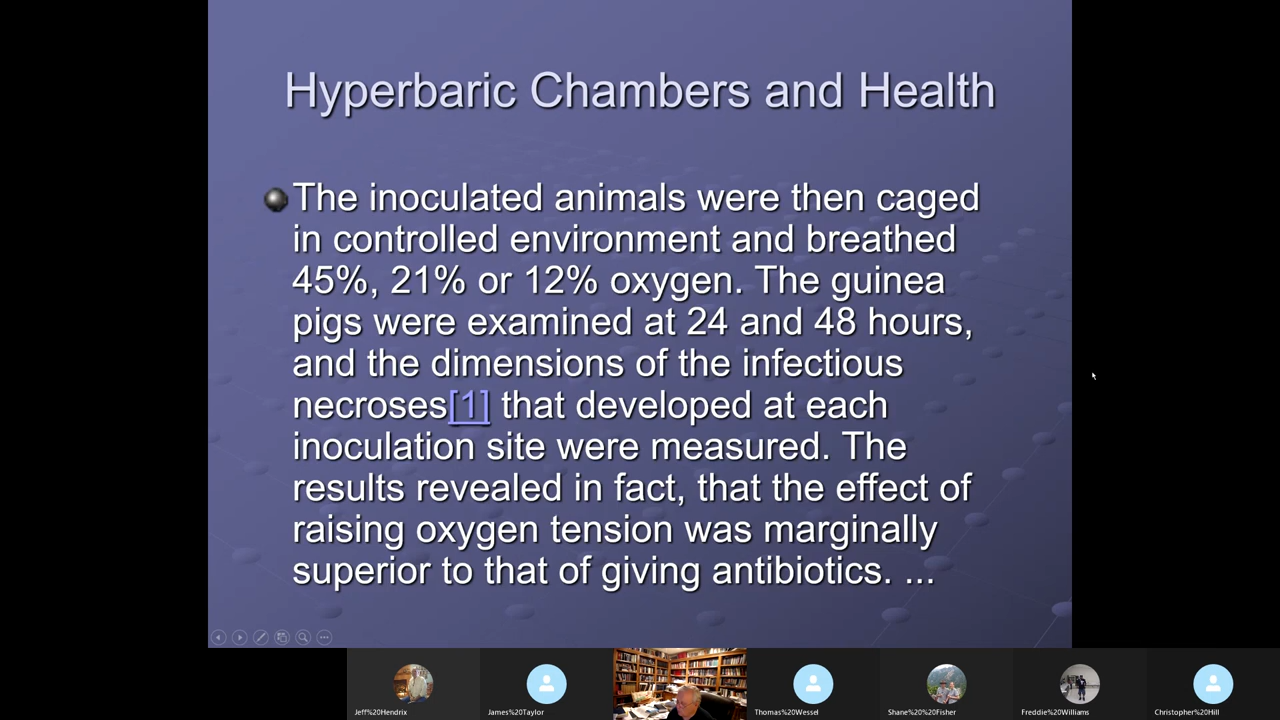 Hyperbaric Chambers and Health
The inoculated animals were then caged
in controlled environment and breathed
45%, 21% or 12% oxygen. The guinea
pigs were examined at 24 and 48 hours,
and the dimensions of the infectious
necroses[1] that developed at each
inoculation site were measured. The
results revealed in fact, that the effect of
raising oxygen tension was marginally
superior to that of giving antibiotics. ...
Jeff%20Hendrix
James%20Taylor
Thomas%20Wessel
Shane%20%20Fisher
Freddie%20Williams
Christopher%20Hill